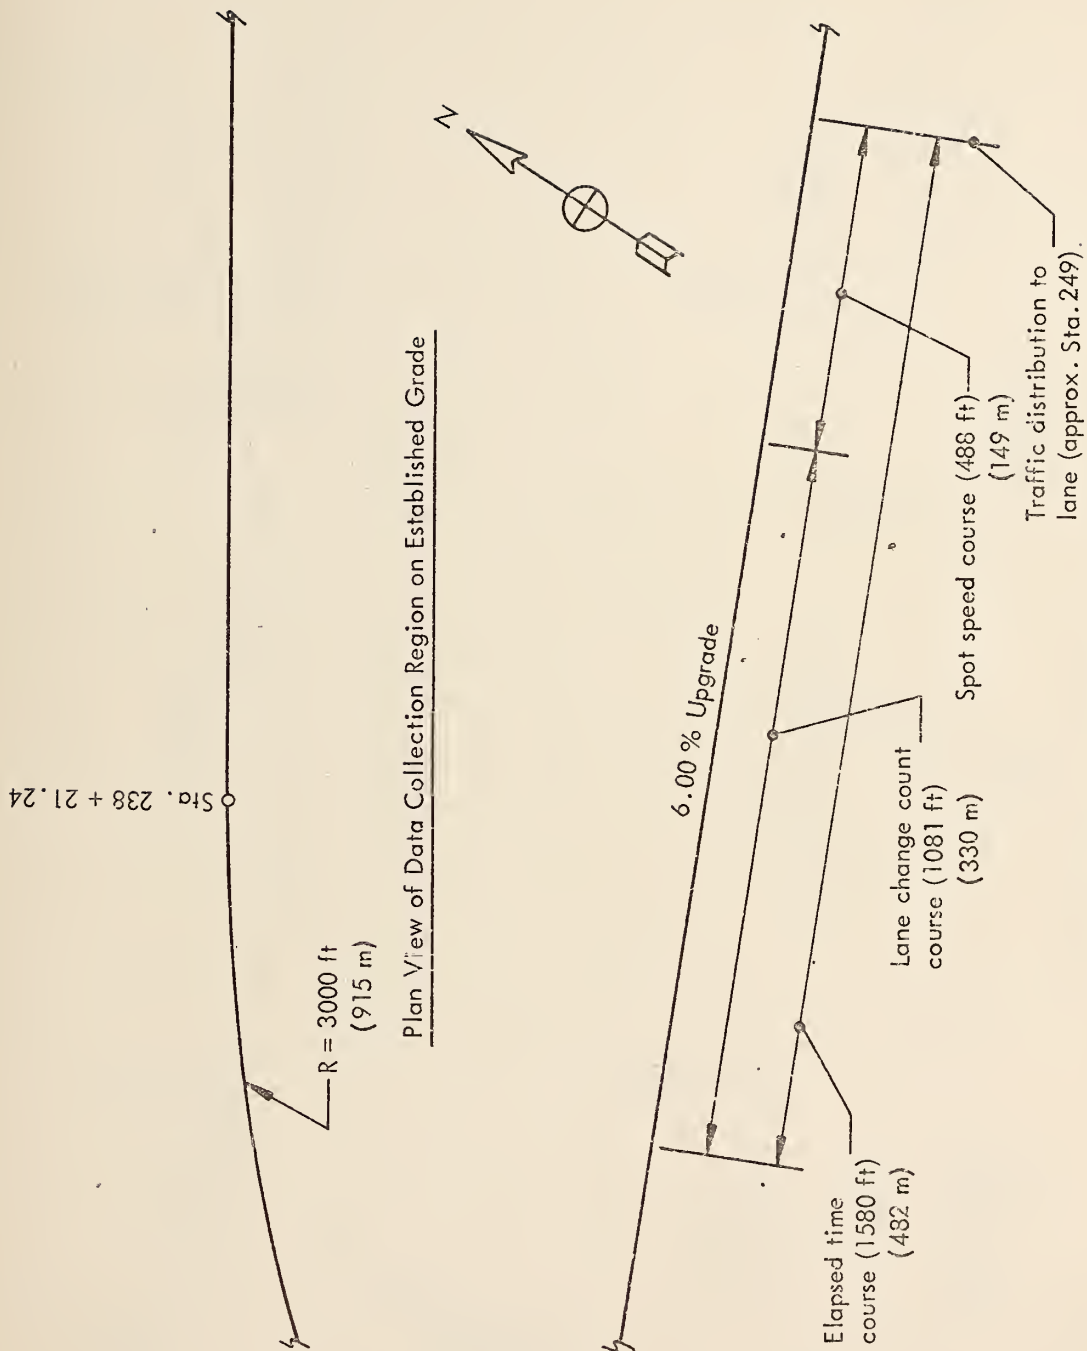 Sta. 238 + 21.24
N
R = 3000 ft
(915 m)
Plan View of Data Collection Region on Established Grade
6.00 % Upgrade
Elapsed time
course (1580 ft)
(482 m)
Lane change count
course (1081 ft)
(330 m)
Spot speed course (488 ft)
(149 m)
Traffic distribution to
lane (approx. Sta.249).